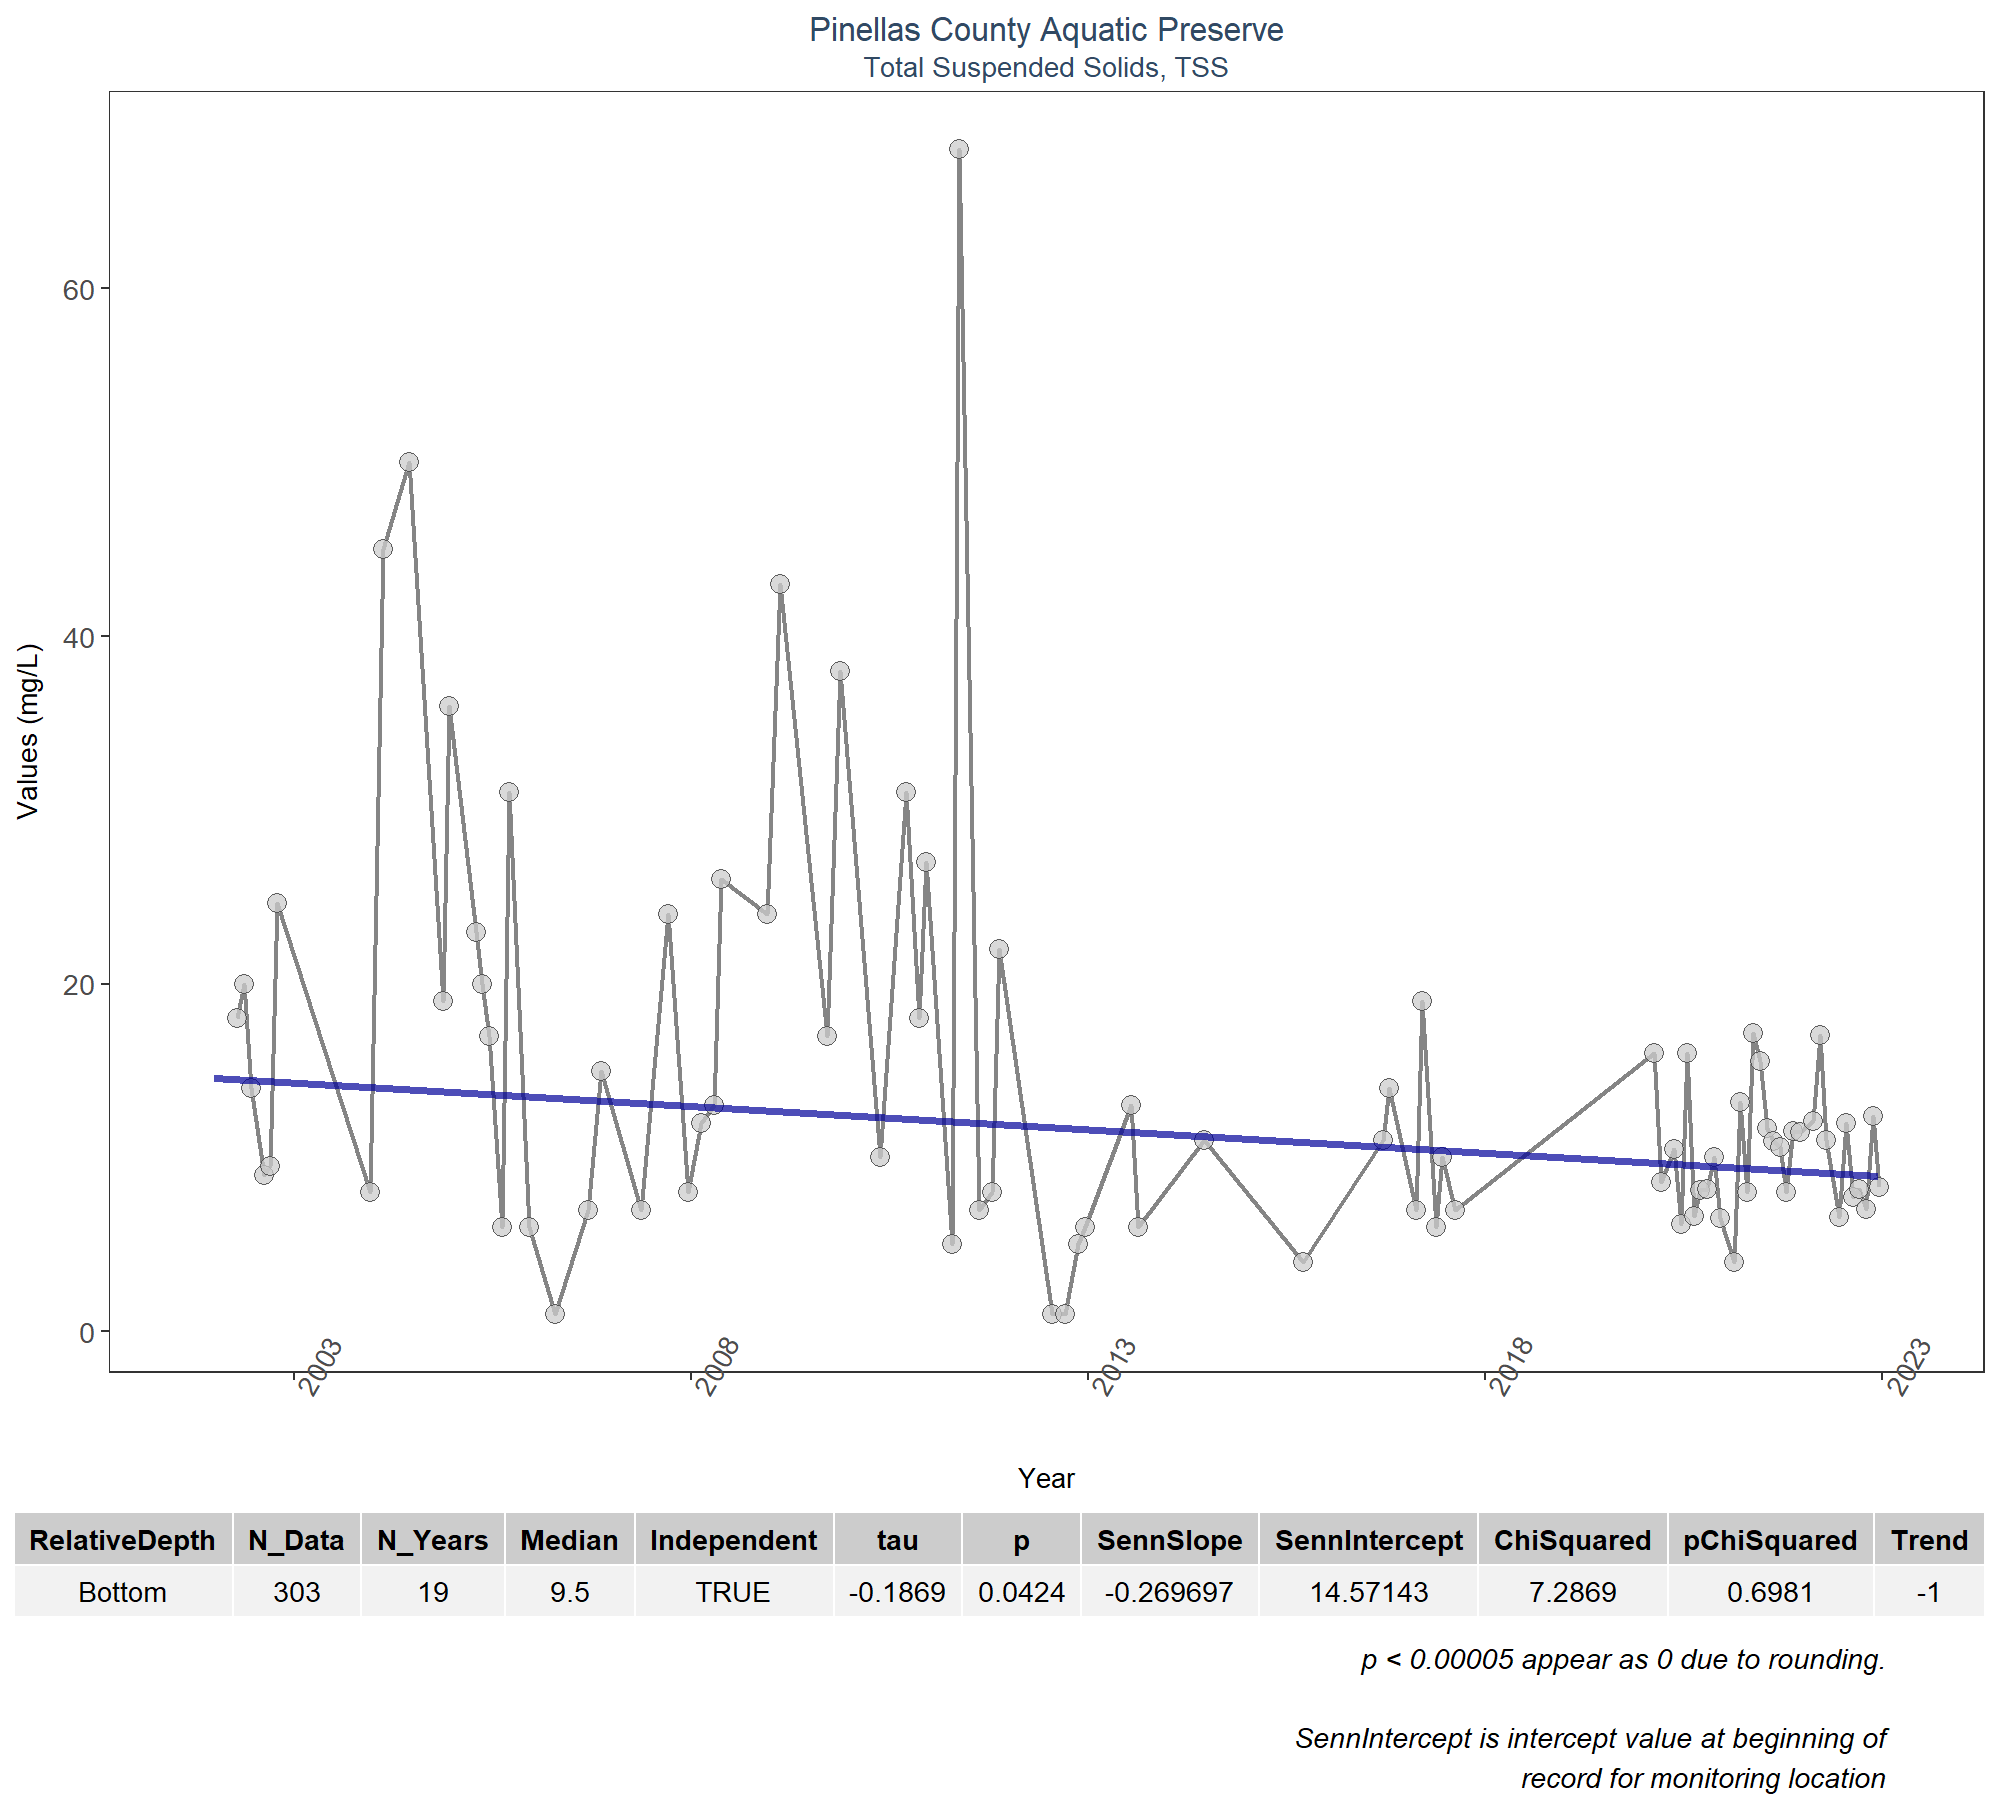 Pinellas County Aquatic Preserve
Total Suspended Solids, TSS
Values (mg/L)
60
40
20
0
2003 2008 2013 2018 2023
Year
RelativeDepth N_Data N_Years Median Independent tau p SennSlope SennIntercept ChiSquared pChiSquared Trend
Bottom 303 19 9.5 TRUE -0.1869 0.0424 -0.269697 14.57143 7.2869 0.6981 -1
p < 0.00005 appear as 0 due to rounding.
SennIntercept is intercept value at beginning of
record for monitoring location